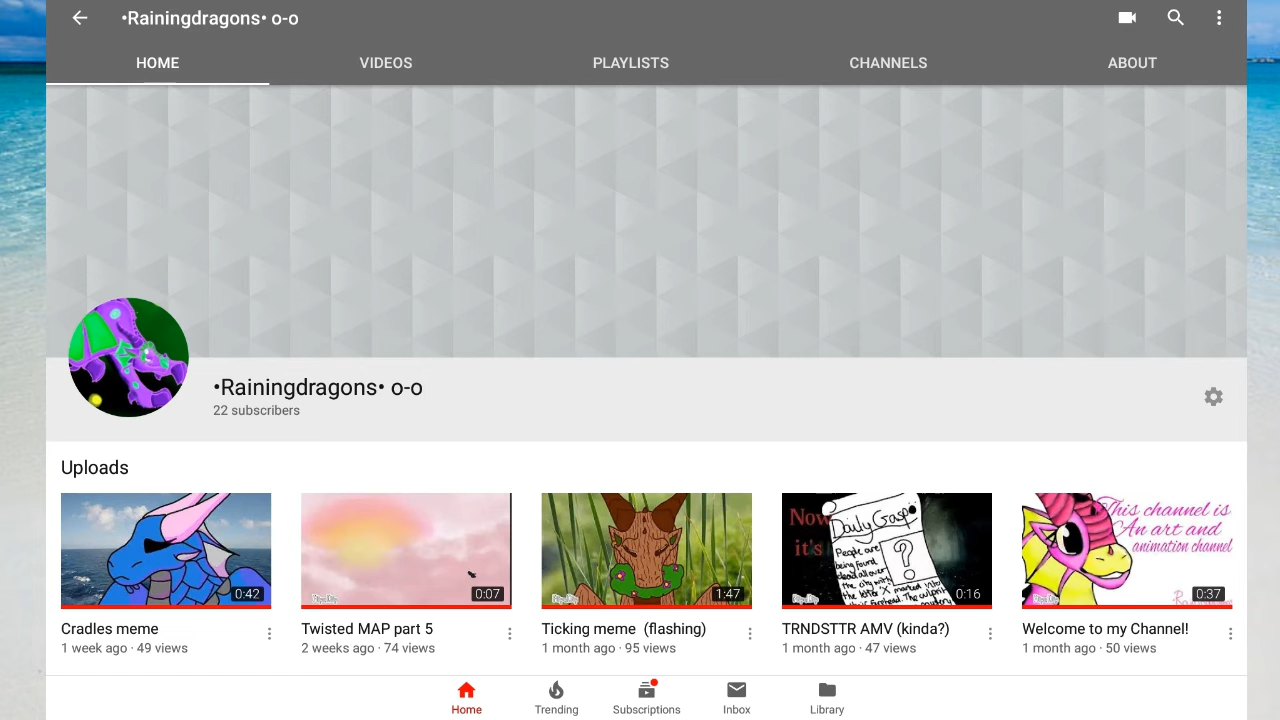 •Rainingdragons• o-o
HOME VIDEOS PLAYLISTS CHANNELS ABOUT
•Rainingdragons• o-o
22 subscribers
Uploads
Now
it's
Daily Gasp
People are
being found
dead all over
the city with
the letter 'X' marked into
?
0:42
0:07
1:47
0:16
This channel is
An art and
animation channel
0:37
Cradles meme
1 week ago · 49 views
Twisted MAP part 5
2 weeks ago · 74 views
Ticking meme (flashing)
1 month ago · 95 views
TRNDSTTR AMV (kinda?)
1 month ago · 47 views
Welcome to my Channel!
1 month ago · 50 views
Home Trending Subscriptions Inbox Library